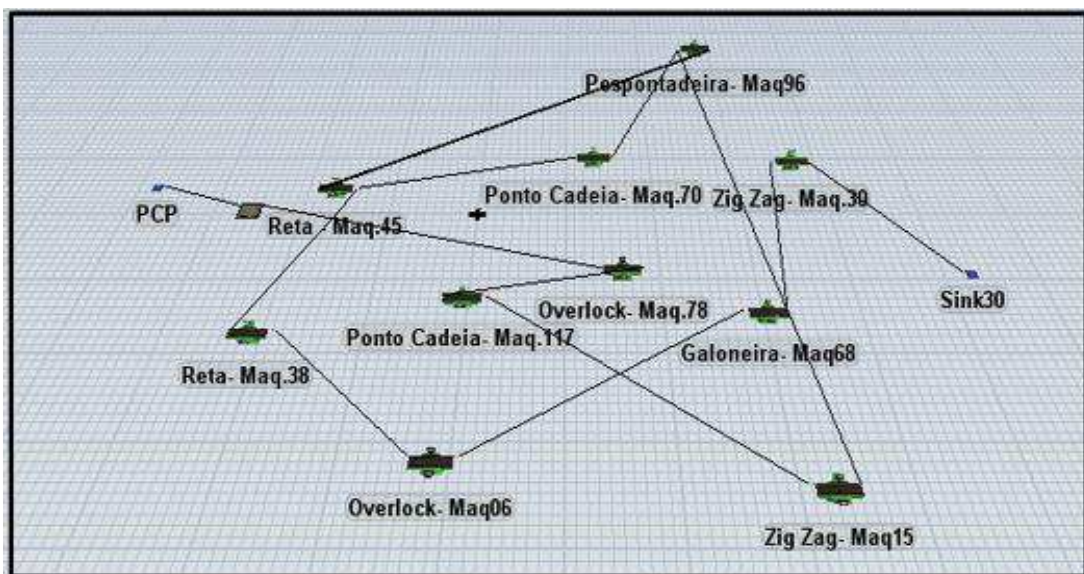 Pospontadeira- Maq96
Ponto Cadeia- Maq.70
Zig Zag- Maq.30
PCP
Reta - Maq.45
Overlock- Maq.78
Sink30
Ponto Cadeia- Maq.117
Galoneira- Maq68
Reta- Maq.38
Overlock- Maq06
Zig Zag- Maq15